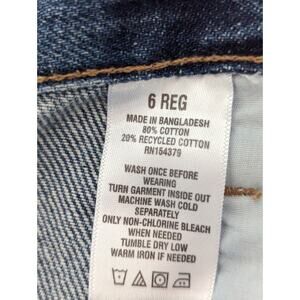 6 REG
MADE IN BANGLADESH
80% COTTON
20% RECYCLED COTTON
RN154379
WASH ONCE BEFORE
WEARING
TURN GARMENT INSIDE OUT
MACHINE WASH COLD
SEPARATELY
ONLY NON-CHLORINE BLEACH
WHEN NEEDED
TUMBLE DRY LOW
WARM IRON IF NEEDED